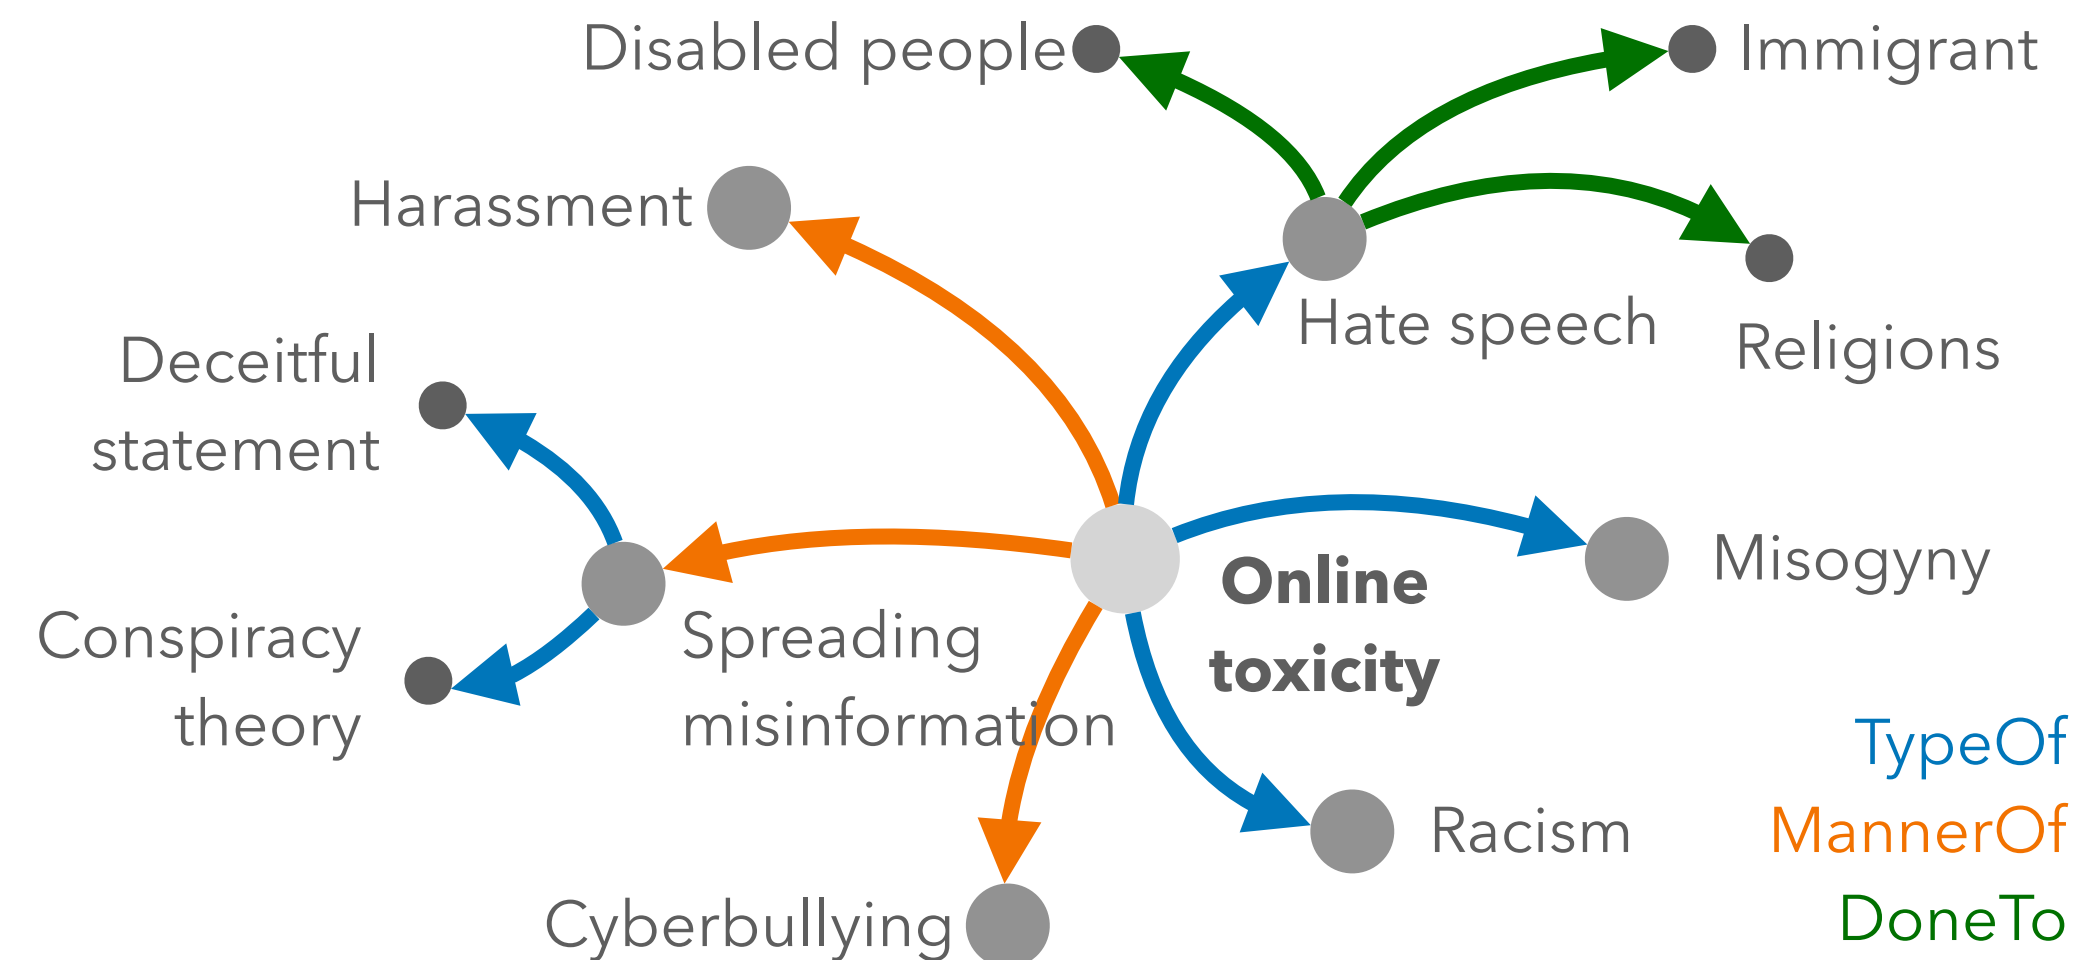 Disabled people
Immigrant
Harassment
Hate speech
Religions
Deceitful
statement
Misogyny
Online
toxicity
Conspiracy
theory
Spreading
misinformation
Racism
Cyberbullying
TypeOf
MannerOf
DoneTo